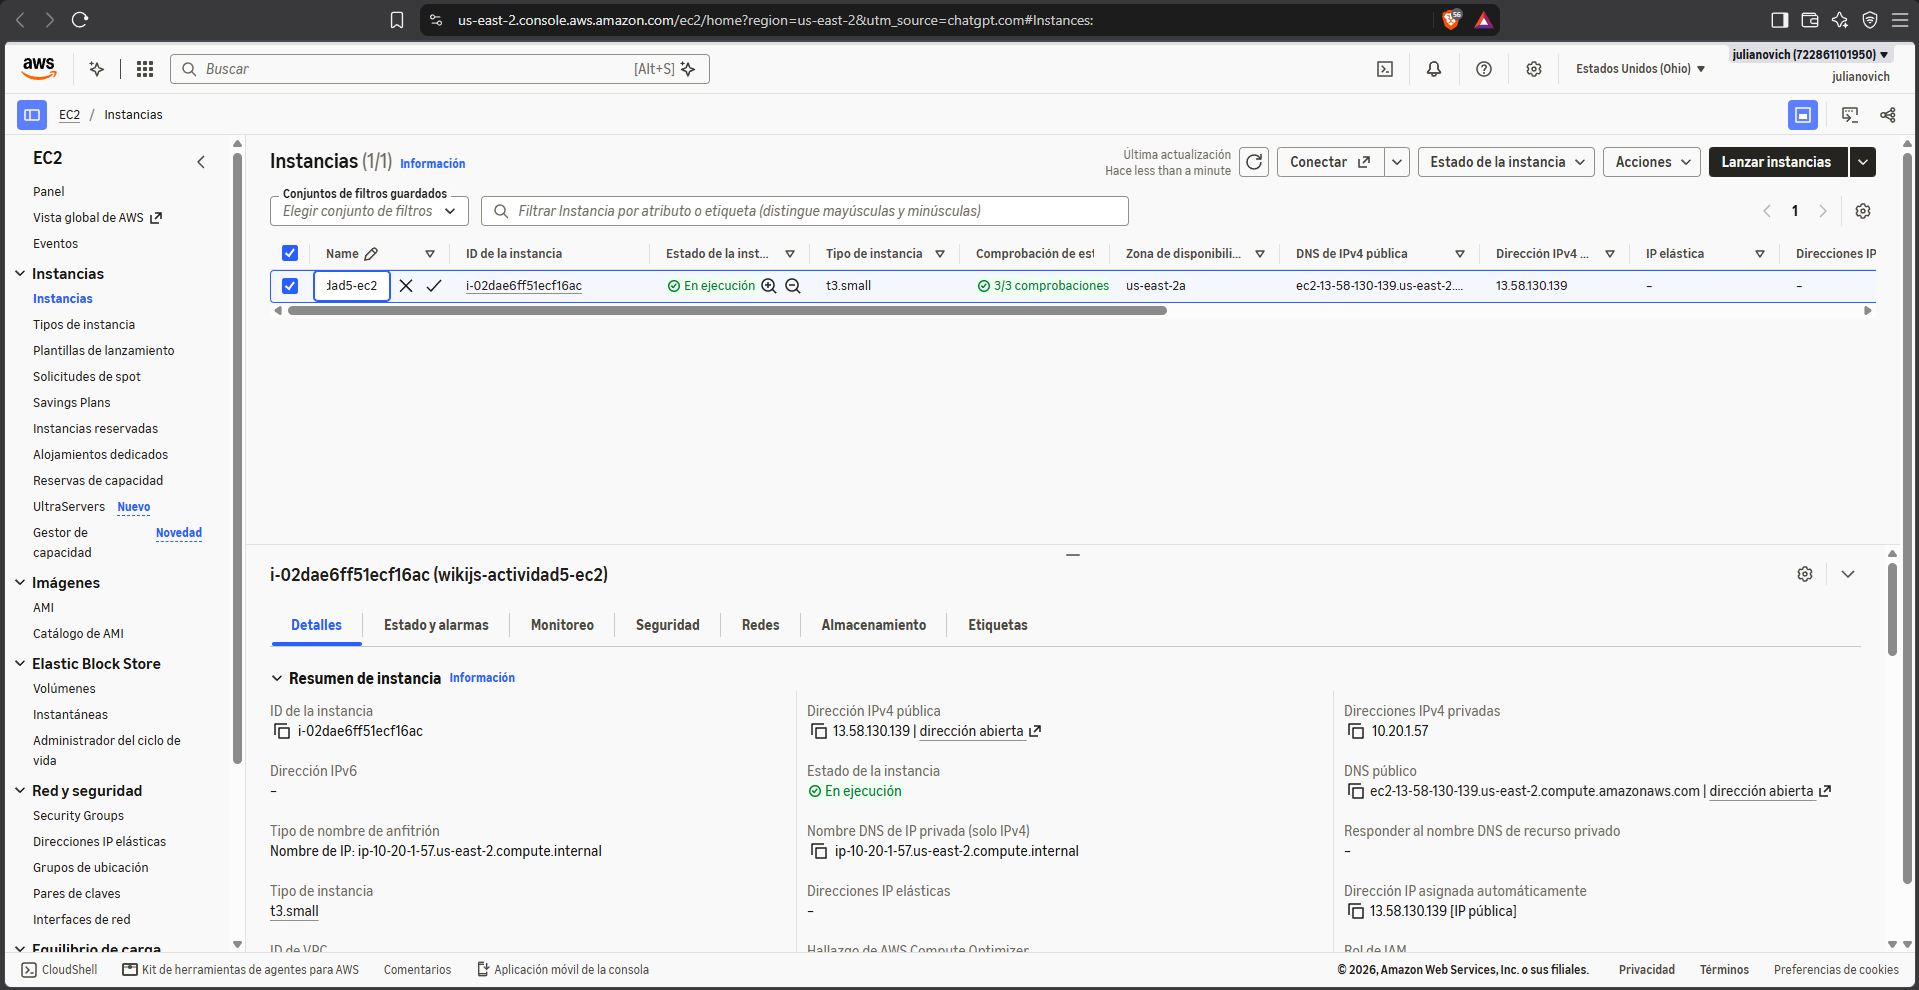 us-east-2.console.aws.amazon.com/ec2/home?region=us-east-2&utm_source=chatgpt.com#Instances:
56
aws
Buscar
[Alt+S]
Estados Unidos (Ohio)
julianovich (722861101950)
julianovich
EC2 / Instancias
EC2
Panel
Vista global de AWS
Eventos
Instancias
Instancias
Tipos de instancia
Plantillas de lanzamiento
Solicitudes de spot
Savings Plans
Instancias reservadas
Alojamientos dedicados
Reservas de capacidad
UltraServers Nuevo
Gestor de capacidad Novedad
Imágenes
AMI
Catálogo de AMI
Elastic Block Store
Volúmenes
Instantáneas
Administrador del ciclo de vida
Red y seguridad
Security Groups
Direcciones IP elásticas
Grupos de ubicación
Pares de claves
Interfaces de red
Equilibrio de carga
Instancias (1/1) Información
Última actualización
Hace less than a minute
Conectar
Estado de la instancia
Acciones
Lanzar instancias
Conjuntos de filtros guardados
Elegir conjunto de filtros
Filtrar Instancia por atributo o etiqueta (distingue mayúsculas y minúsculas)
1
Name ID de la instancia Estado de la inst... Tipo de instancia Comprobación de est Zona de disponibili... DNS de IPv4 pública Dirección IPv4 ... IP elástica Direcciones IP
dad5-ec2 i-02dae6ff51ecf16ac En ejecución t3.small 3/3 comprobaciones us-east-2a ec2-13-58-130-139.us-east-2.... 13.58.130.139 – –
i-02dae6ff51ecf16ac (wikijs-actividad5-ec2)
Detalles
Estado y alarmas
Monitoreo
Seguridad
Redes
Almacenamiento
Etiquetas
Resumen de instancia Información
ID de la instancia
i-02dae6ff51ecf16ac
Dirección IPv4 pública
13.58.130.139 | dirección abierta
Direcciones IPv4 privadas
10.20.1.57
Dirección IPv6
–
Estado de la instancia
En ejecución
DNS público
ec2-13-58-130-139.us-east-2.compute.amazonaws.com | dirección abierta
Tipo de nombre de anfitrión
Nombre de IP: ip-10-20-1-57.us-east-2.compute.internal
Nombre DNS de IP privada (solo IPv4)
ip-10-20-1-57.us-east-2.compute.internal
Responder al nombre DNS de recurso privado
–
Tipo de instancia
t3.small
Direcciones IP elásticas
–
Dirección IP asignada automáticamente
13.58.130.139 [IP pública]
ID de VPC
Hallazgo de AWS Compute Optimizer
Rol de IAM
CloudShell
Kit de herramientas de agentes para AWS
Comentarios
Aplicación móvil de la consola
© 2026, Amazon Web Services, Inc. o sus filiales.
Privacidad
Términos
Preferencias de cookies